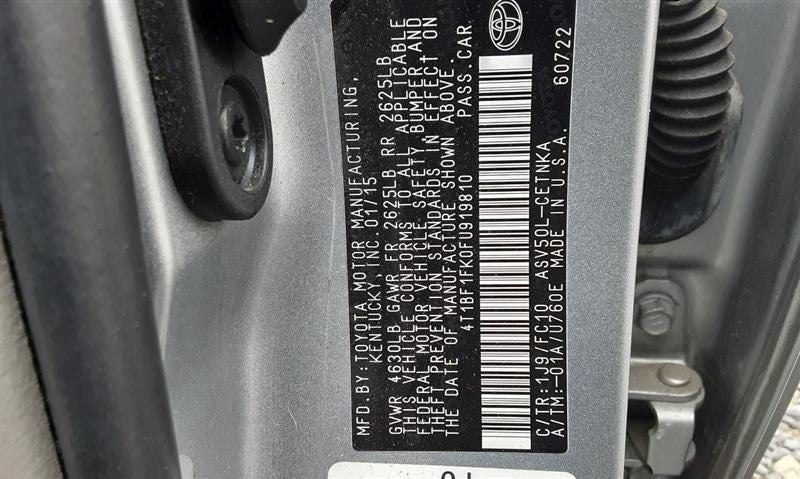 MFD.BY:TOYOTA MOTOR MANUFACTURING,
KENTUCKY, INC. 01/15
GVWR 4630LB GAWR FR 2625LB RR 2625LB
THIS VEHICLE CONFORMS TO ALL APPLICABLE
FEDERAL MOTOR VEHICLE SAFETY, BUMPER, AND
THEFT PREVENTION STANDARDS IN EFFECT ON
THE DATE OF MANUFACTURE SHOWN ABOVE.
4T1BF1FK0FU919810 PASS.CAR
C/TR:1J9/FC10 ASV50L-CETNKA
A/TM:-01A/U760E MADE IN U.S.A.
60722